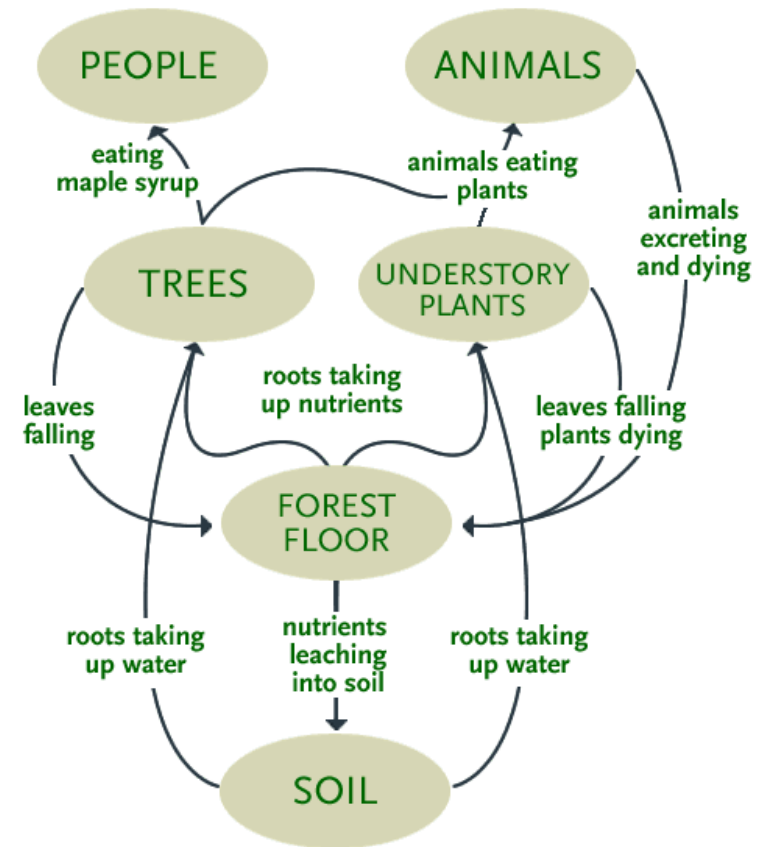 PEOPLE
ANIMALS
eating
maple syrup
animals eating
plants
animals
excreting
and dying
TREES
UNDERSTORY
PLANTS
roots taking
up nutrients
leaves
falling
leaves falling
plants dying
FOREST
FLOOR
roots taking
up water
nutrients
leaching
into soil
roots taking
up water
SOIL